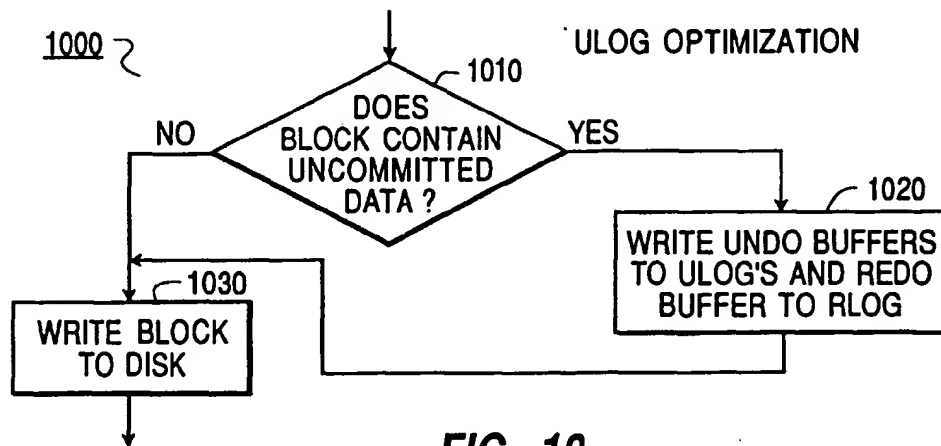 1000
ULOG OPTIMIZATION
1010
DOES
BLOCK CONTAIN
UNCOMMITTED
DATA ?
NO
YES
1020
WRITE UNDO BUFFERS
TO ULOG'S AND REDO
BUFFER TO RLOG
1030
WRITE BLOCK
TO DISK
FIG. 10